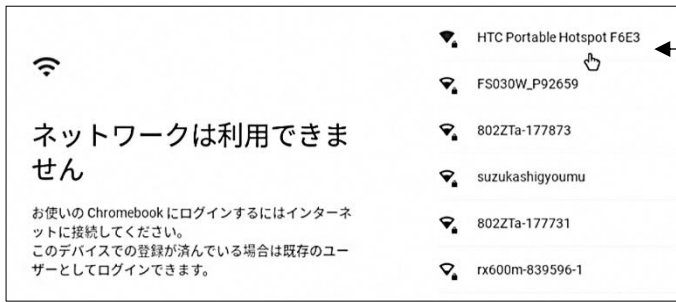 ネットワークは利用できま
せん
お使いの Chromebook にログインするにはインターネ
ットに接続してください。
このデバイスでの登録が済んでいる場合は既存のユー
ザーとしてログインできます。
HTC Portable Hotspot F6E3
FS030W_P92659
802ZTa-177873
suzukashigyoumu
802ZTa-177731
rx600m-839596-1